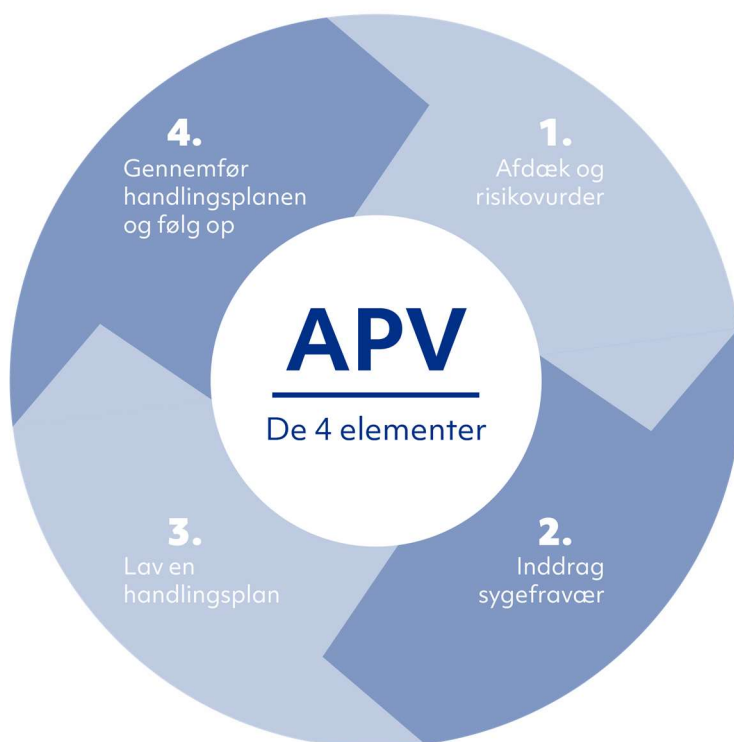 APV
De 4 elementer
1.
Afdæk og
risikovurder
2.
Inddrag
sygefravær
3.
Lav en
handlingsplan
4.
Gennemfør
handlingsplanen
og følg op